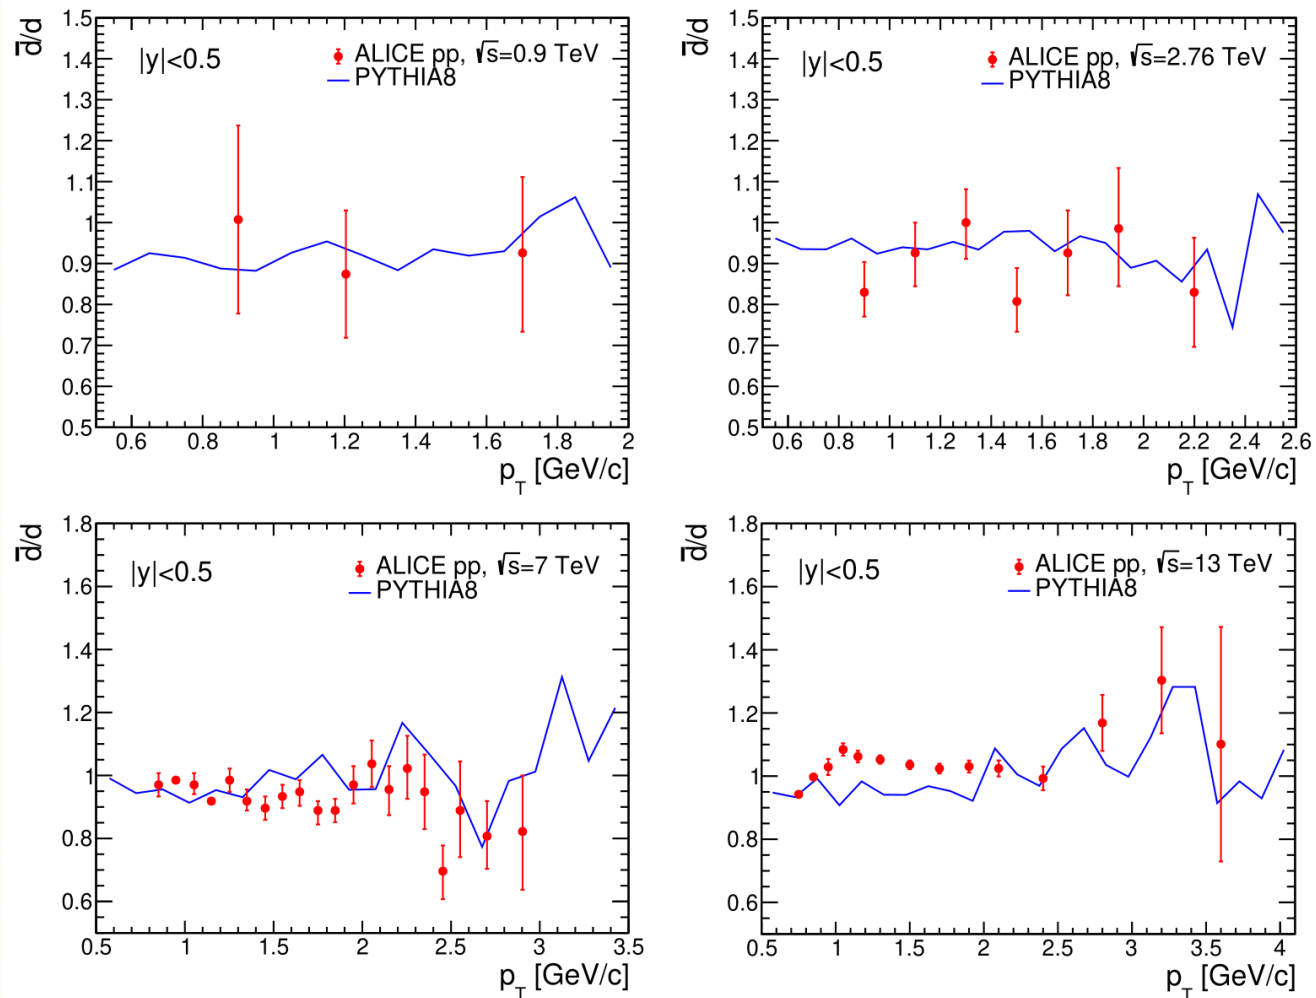 d̅/d
|y|<0.5
ALICE pp, √s=0.9 TeV
PYTHIA8
1.5
1.4
1.3
1.2
1.1
1
0.9
0.8
0.7
0.6
0.5
0.6 0.8 1 1.2 1.4 1.6 1.8 2
p_T [GeV/c]
d̅/d
|y|<0.5
ALICE pp, √s=2.76 TeV
PYTHIA8
1.5
1.4
1.3
1.2
1.1
1
0.9
0.8
0.7
0.6
0.5
0.6 0.8 1 1.2 1.4 1.6 1.8 2 2.2 2.4 2.6
p_T [GeV/c]
d̅/d
|y|<0.5
ALICE pp, √s=7 TeV
PYTHIA8
1.8
1.6
1.4
1.2
1
0.8
0.6
0.5 1 1.5 2 2.5 3 3.5
p_T [GeV/c]
d̅/d
|y|<0.5
ALICE pp, √s=13 TeV
PYTHIA8
1.8
1.6
1.4
1.2
1
0.8
0.6
0.5 1 1.5 2 2.5 3 3.5 4
p_T [GeV/c]